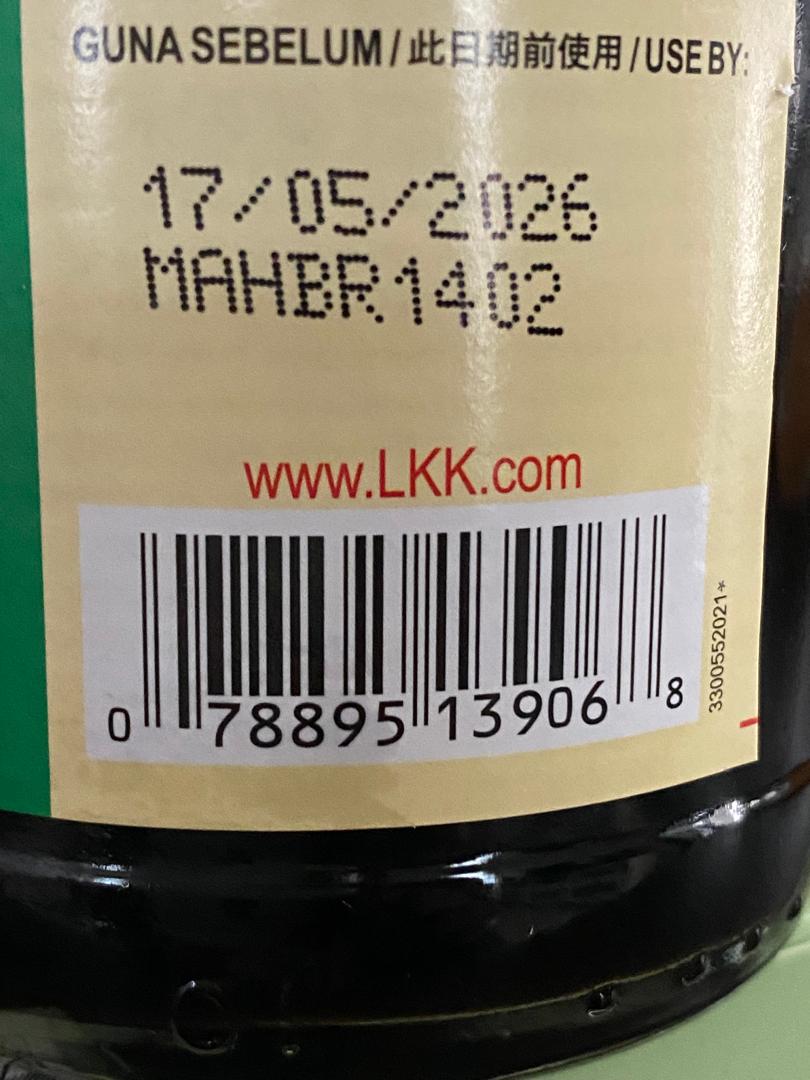 GUNA SEBELUM / 此日期前使用 / USE BY:
17/05/2026
MAHBR1402
www.LKK.com
0 78895 13906 8
3300552021*